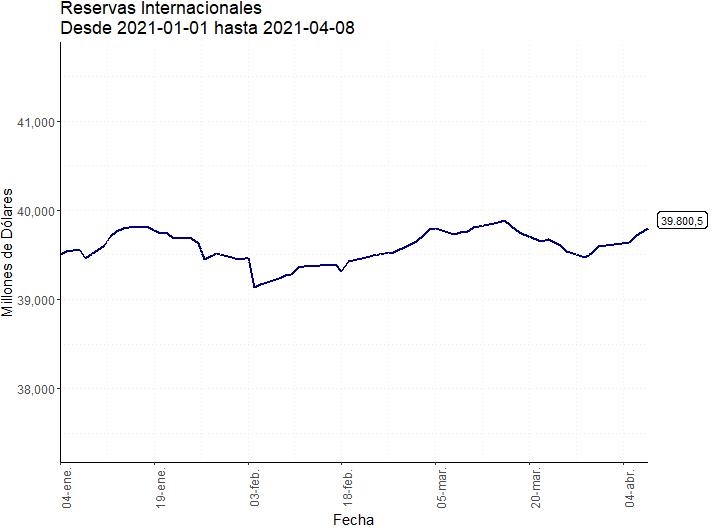 Reservas Internacionales
Desde 2021-01-01 hasta 2021-04-08
Millones de Dólares
41,000
40,000
39,000
38,000
39.800,5
04-ene.
19-ene.
03-feb.
18-feb.
05-mar.
20-mar.
04-abr.
Fecha